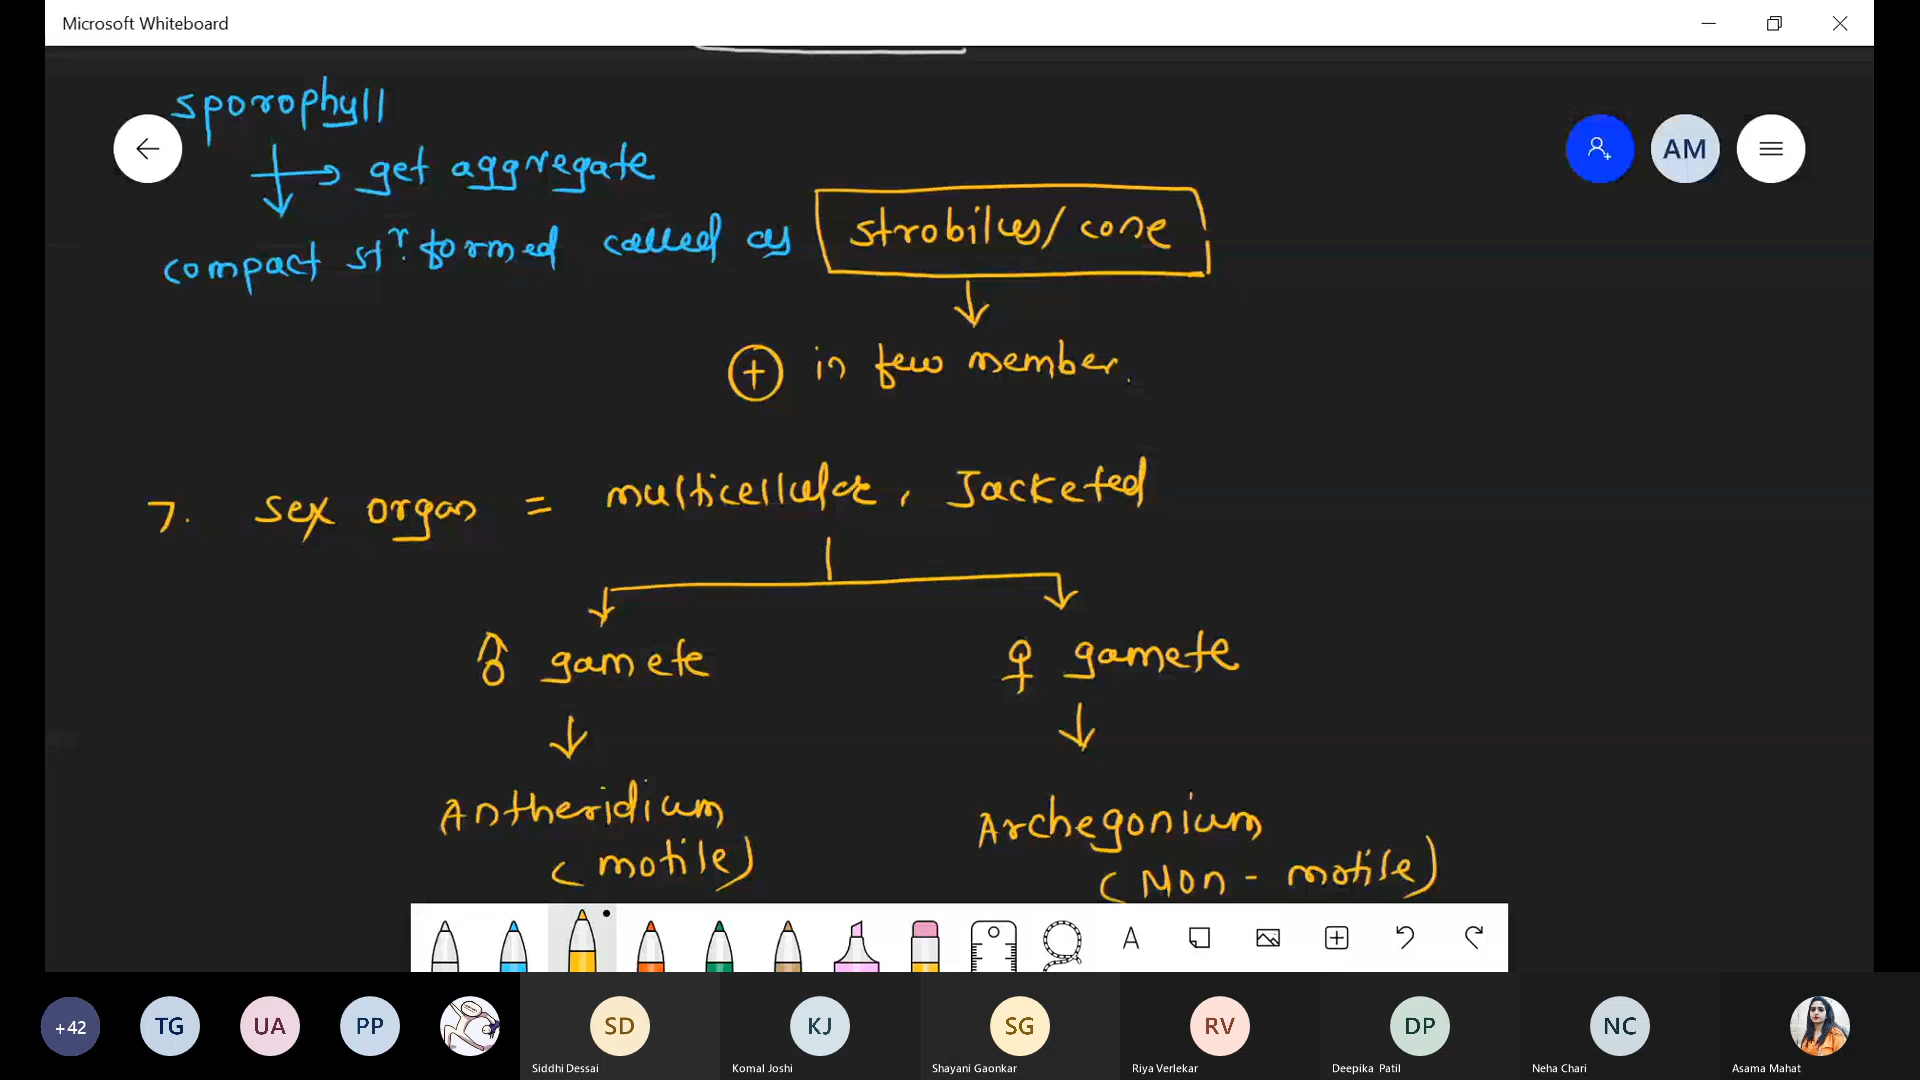 Microsoft Whiteboard
sporophyll
get aggregate
compact str. formed called as strobilus/cone
+ in few member.
AM
7. sex organ = multicellular, Jacketed
♂ gamete ♀ gamete
Antheridium Archegonium
(motile) (Non-motile)
A
+42 TG UA PP SD KJ SG RV DP NC
Siddhi Dessai Komal Joshi Shayani Gaonkar Riya Verlekar Deepika Patil Neha Chari Asama Mahat